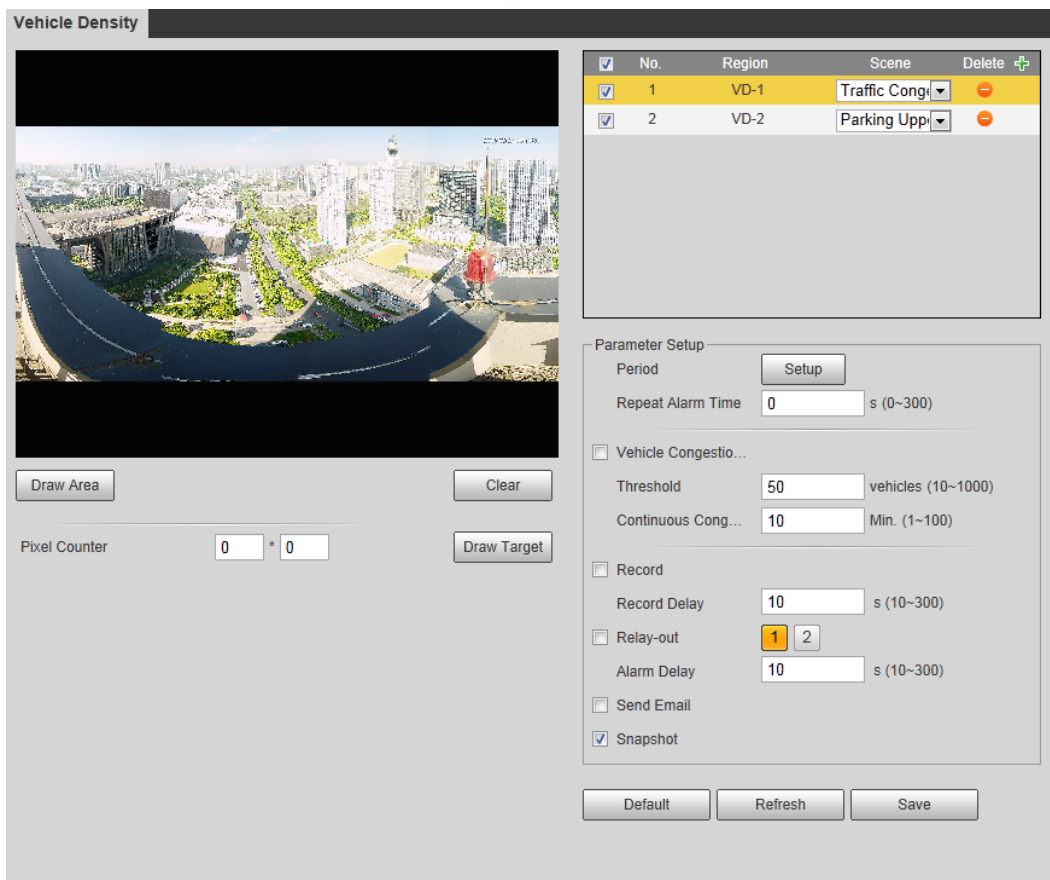 Vehicle Density
No. Region Scene Delete
1 VD-1 Traffic Cong
2 VD-2 Parking Upp
Parameter Setup
Period Setup
Repeat Alarm Time 0 s (0~300)
Vehicle Congestio...
Threshold 50 vehicles (10~1000)
Continuous Cong... 10 Min. (1~100)
Record
Record Delay 10 s (10~300)
Relay-out 1 2
Alarm Delay 10 s (10~300)
Send Email
Snapshot
Draw Area Clear
Pixel Counter 0 * 0 Draw Target
Default Refresh Save